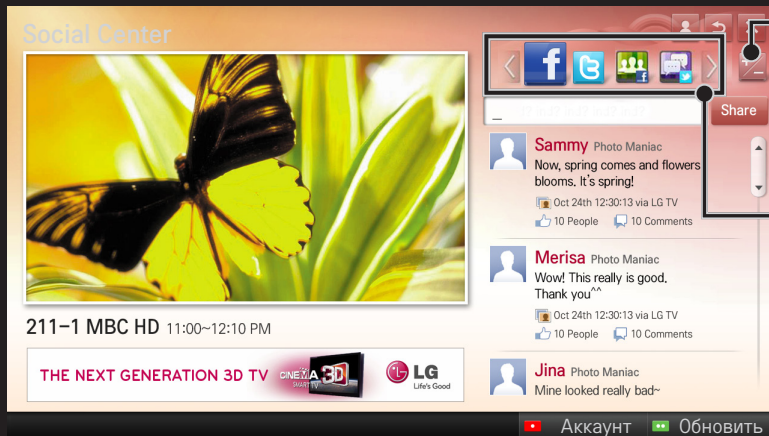 Social Center
Share
Sammy Photo Maniac
Now, spring comes and flowers
blooms. It's spring!
Oct 24th 12:30:13 via LG TV
10 People 10 Comments
Merisa Photo Maniac
Wow! This really is good.
Thank you^^
Oct 24th 12:30:13 via LG TV
10 People 10 Comments
Jina Photo Maniac
Mine looked really bad~
211-1 MBC HD 11:00~12:10 PM
THE NEXT GENERATION 3D TV CINEMA 3D SMART TV LG Life's Good
Аккаунт Обновить